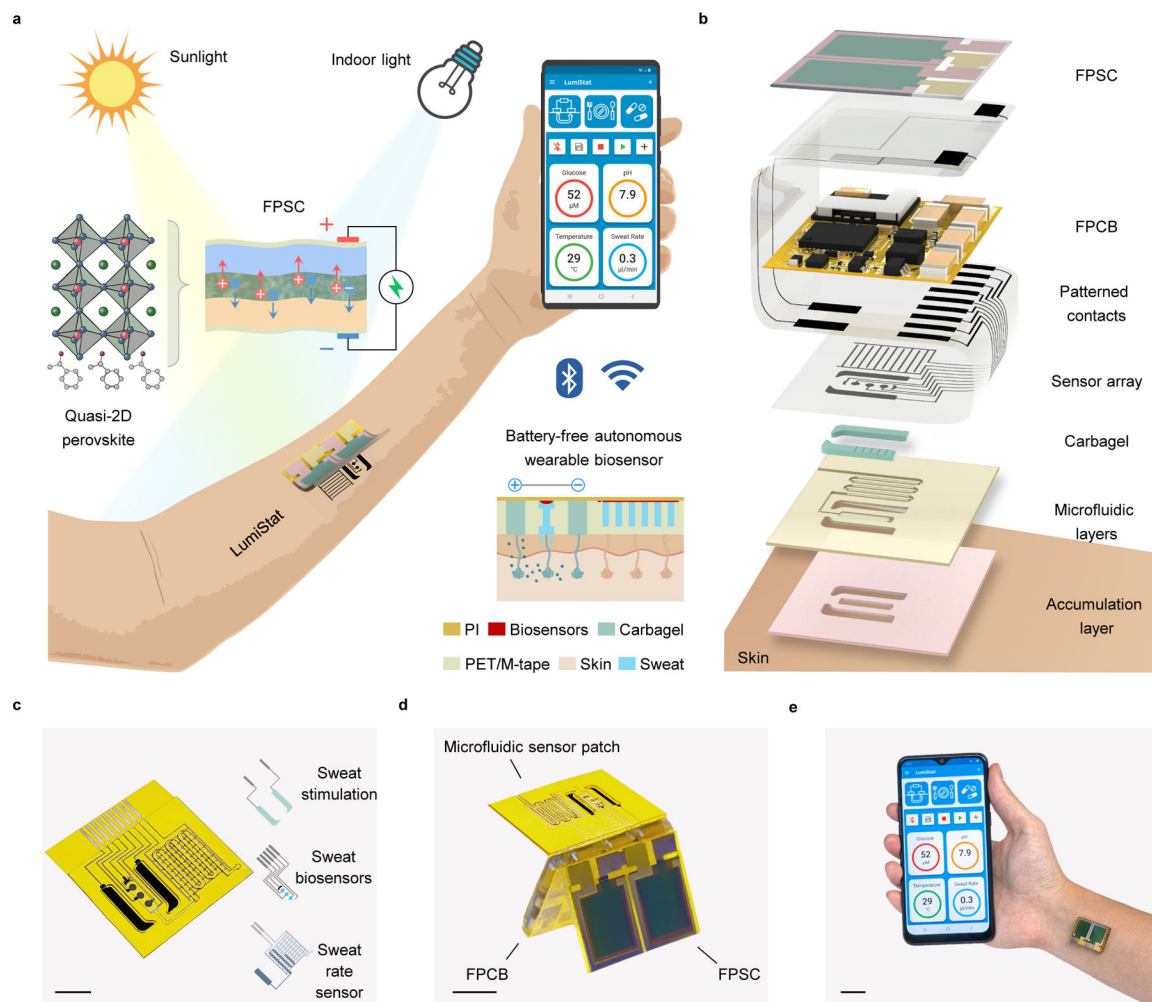 a
Sunlight
Indoor light
LumiStat
Glucose
52
µM
pH
7.9
Temperature
29
°C
Sweat Rate
0.3
µl/min
FPSC
+
−
Quasi-2D
perovskite
LumiStat
Battery-free autonomous
wearable biosensor
PI
Biosensors
Carbagel
PET/M-tape
Skin
Sweat
b
FPSC
FPCB
Patterned
contacts
Sensor array
Carbagel
Microfluidic
layers
Accumulation
layer
Skin
c
Sweat
stimulation
Sweat
biosensors
Sweat
rate
sensor
d
Microfluidic sensor patch
FPCB
FPSC
e
LumiStat
Glucose
52
µM
pH
7.9
Temperature
29
°C
Sweat Rate
0.3
µl/min